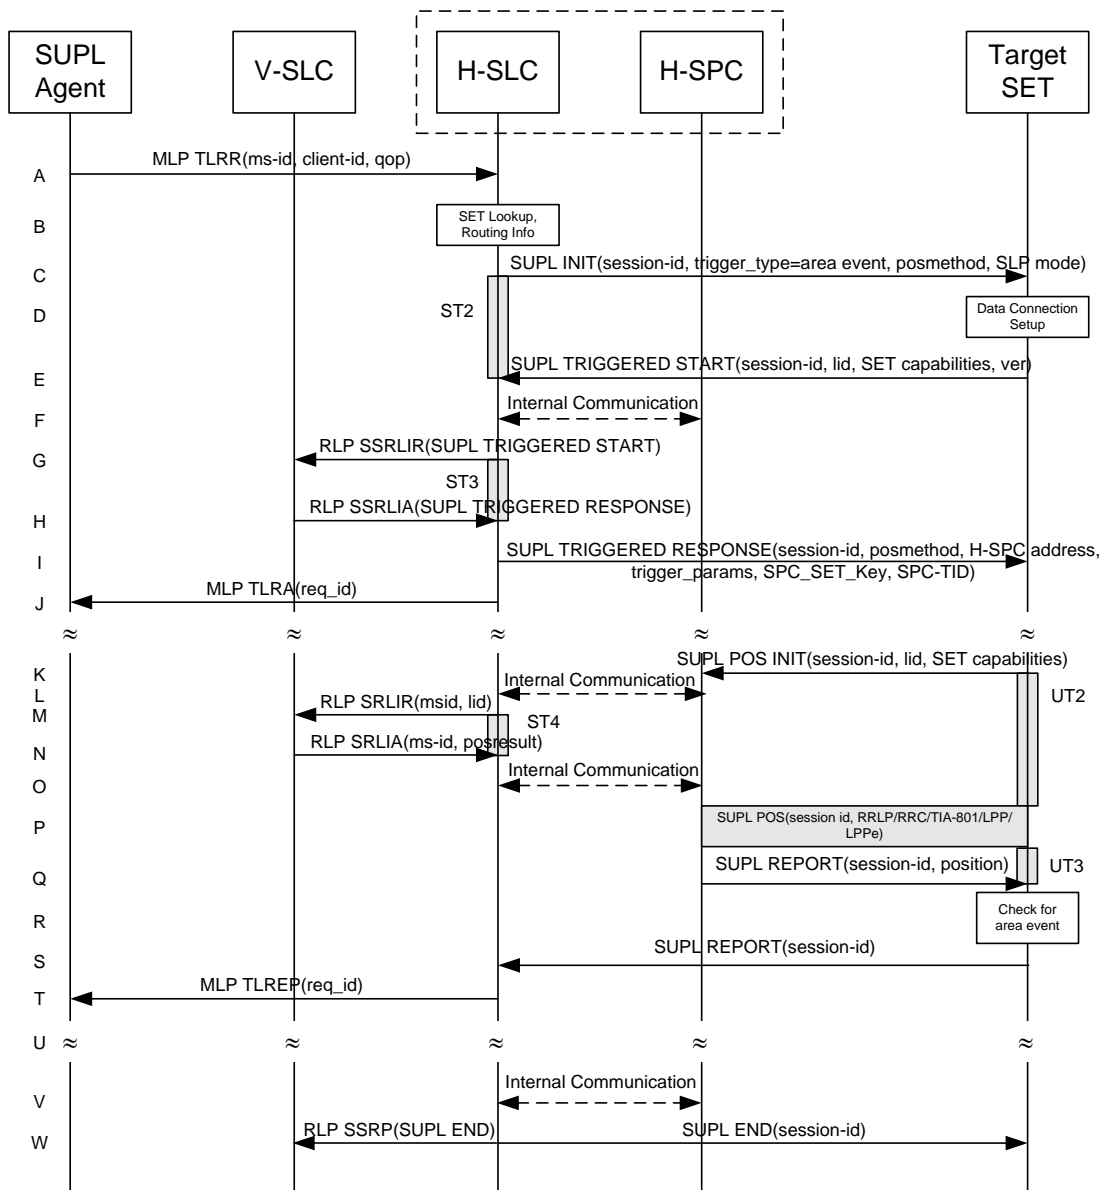 SUPL
Agent
V-SLC
H-SLC
H-SPC
Target
SET
A
MLP TLRR(ms-id, client-id, qop)
B
SET Lookup,
Routing Info
C
SUPL INIT(session-id, trigger_type=area event, posmethod, SLP mode)
D
ST2
Data Connection
Setup
E
SUPL TRIGGERED START(session-id, lid, SET capabilities, ver)
F
Internal Communication
G
RLP SSRLIR(SUPL TRIGGERED START)
ST3
H
RLP SSRLIA(SUPL TRIGGERED RESPONSE)
I
SUPL TRIGGERED RESPONSE(session-id, posmethod, H-SPC address,
trigger_params, SPC_SET_Key, SPC-TID)
J
MLP TLRA(req_id)
≈ ≈ ≈ ≈ ≈
K
SUPL POS INIT(session-id, lid, SET capabilities)
L
Internal Communication
UT2
M
RLP SRLIR(msid, lid)
ST4
N
RLP SRLIA(ms-id, posresult)
O
Internal Communication
P
SUPL POS(session id, RRLP/RRC/TIA-801/LPP/
LPPe)
Q
SUPL REPORT(session-id, position)
UT3
R
Check for
area event
S
SUPL REPORT(session-id)
T
MLP TLREP(req_id)
U ≈ ≈ ≈ ≈ ≈
V
Internal Communication
W
RLP SSRP(SUPL END)
SUPL END(session-id)